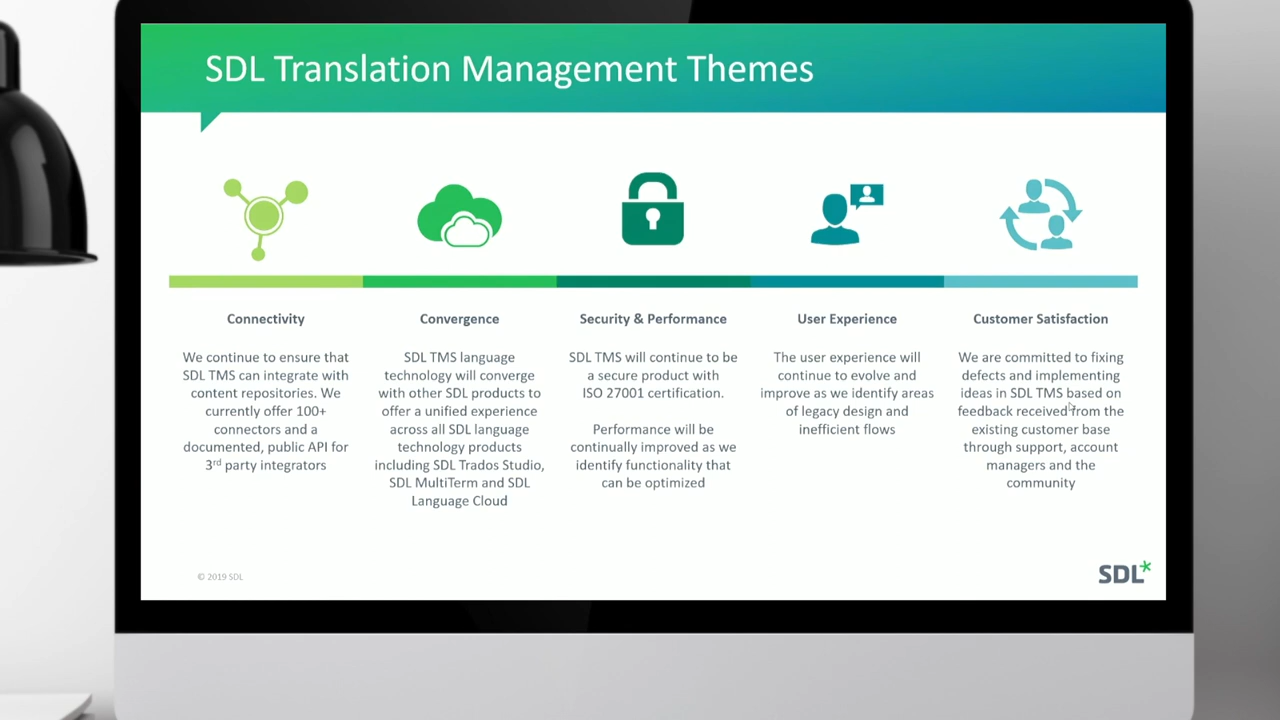 SDL Translation Management Themes
Connectivity
We continue to ensure that
SDL TMS can integrate with
content repositories. We
currently offer 100+
connectors and a
documented, public API for
3rd party integrators
Convergence
SDL TMS language
technology will converge
with other SDL products to
offer a unified experience
across all SDL language
technology products
including SDL Trados Studio,
SDL MultiTerm and SDL
Language Cloud
Security & Performance
SDL TMS will continue to be
a secure product with
ISO 27001 certification.
Performance will be
continually improved as we
identify functionality that
can be optimized
User Experience
The user experience will
continue to evolve and
improve as we identify areas
of legacy design and
inefficient flows
Customer Satisfaction
We are committed to fixing
defects and implementing
ideas in SDL TMS based on
feedback received from the
existing customer base
through support, account
managers and the
community
© 2019 SDL
SDL*